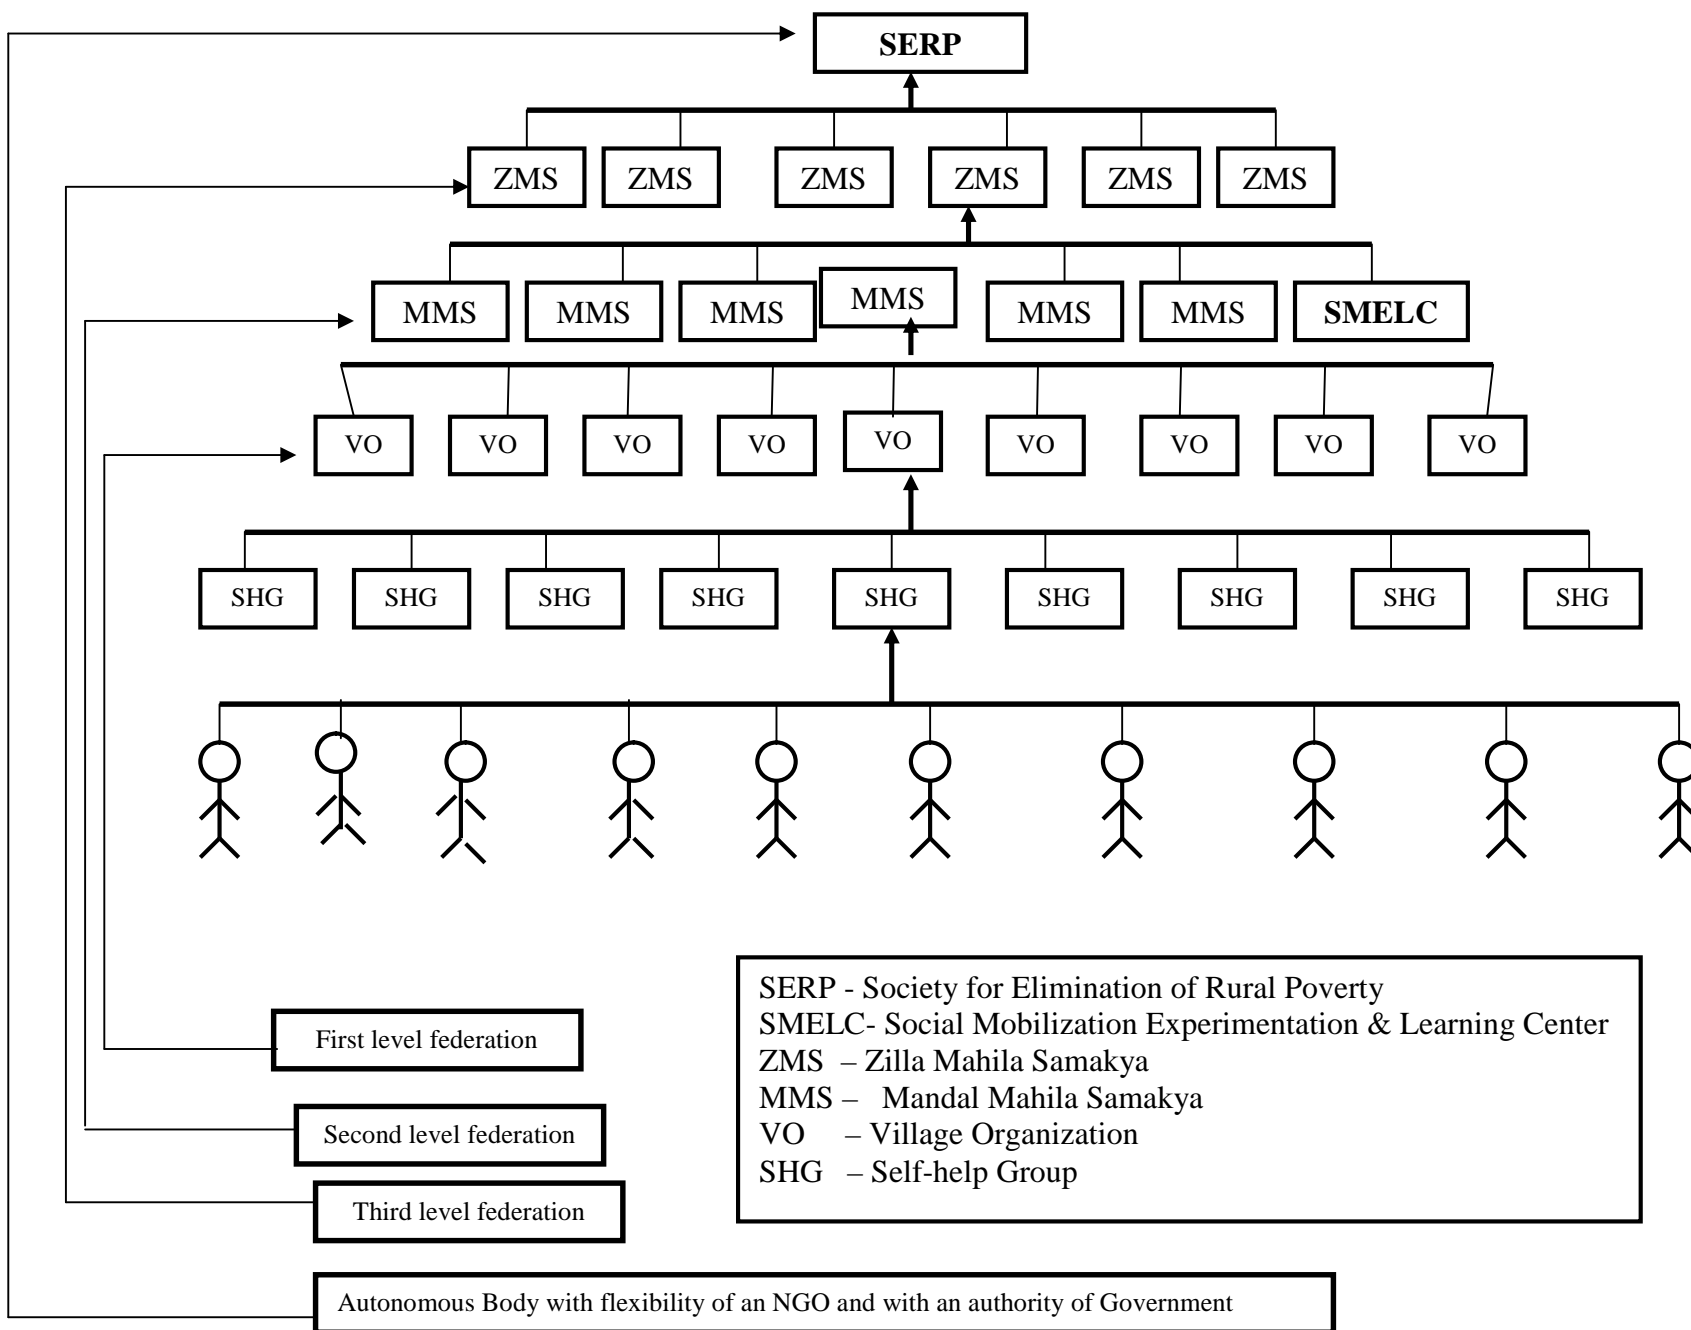 SERP
ZMS ZMS ZMS ZMS ZMS ZMS
MMS MMS MMS MMS MMS MMS SMELC
VO VO VO VO VO VO VO VO VO
SHG SHG SHG SHG SHG SHG SHG SHG SHG
SERP - Society for Elimination of Rural Poverty
SMELC- Social Mobilization Experimentation & Learning Center
ZMS – Zilla Mahila Samakya
MMS – Mandal Mahila Samakya
VO – Village Organization
SHG – Self-help Group
First level federation
Second level federation
Third level federation
Autonomous Body with flexibility of an NGO and with an authority of Government